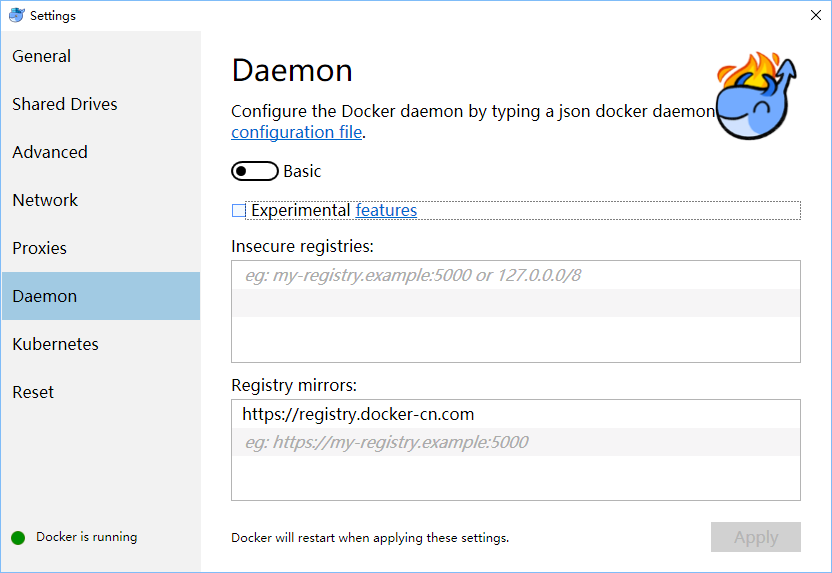 Settings
General
Shared Drives
Advanced
Network
Proxies
Daemon
Kubernetes
Reset
Docker is running
Daemon
Configure the Docker daemon by typing a json docker daemon
configuration file.
Basic
Experimental features
Insecure registries:
eg: my-registry.example:5000 or 127.0.0.0/8
Registry mirrors:
https://registry.docker-cn.com
eg: https://my-registry.example:5000
Docker will restart when applying these settings.
Apply